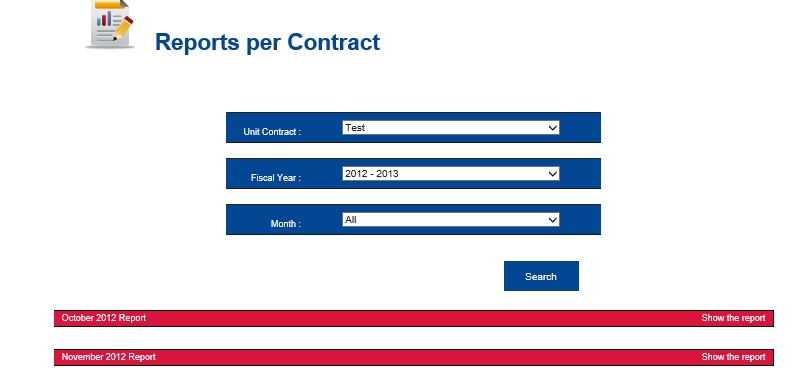 Reports per Contract
Unit Contract : Test
Fiscal Year : 2012 - 2013
Month : All
Search
October 2012 Report Show the report
November 2012 Report Show the report